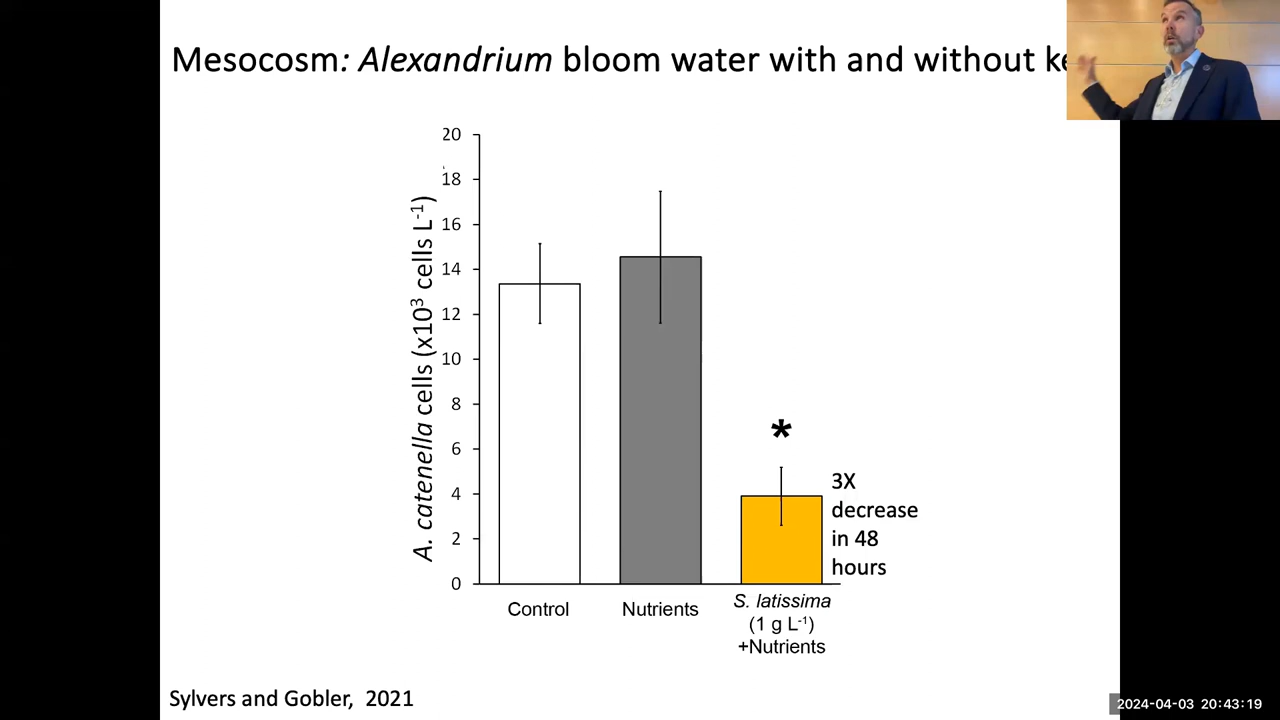 Mesocosm: Alexandrium bloom water with and without
20
18
16
14
12
10
8
6
4
2
0
A. catenella cells (x10³ cells L⁻¹)
*
3X
decrease
in 48
hours
Control
Nutrients
S. latissima
(1 g L⁻¹)
+Nutrients
Sylvers and Gobler, 2021
2024-04-03 20:43:19